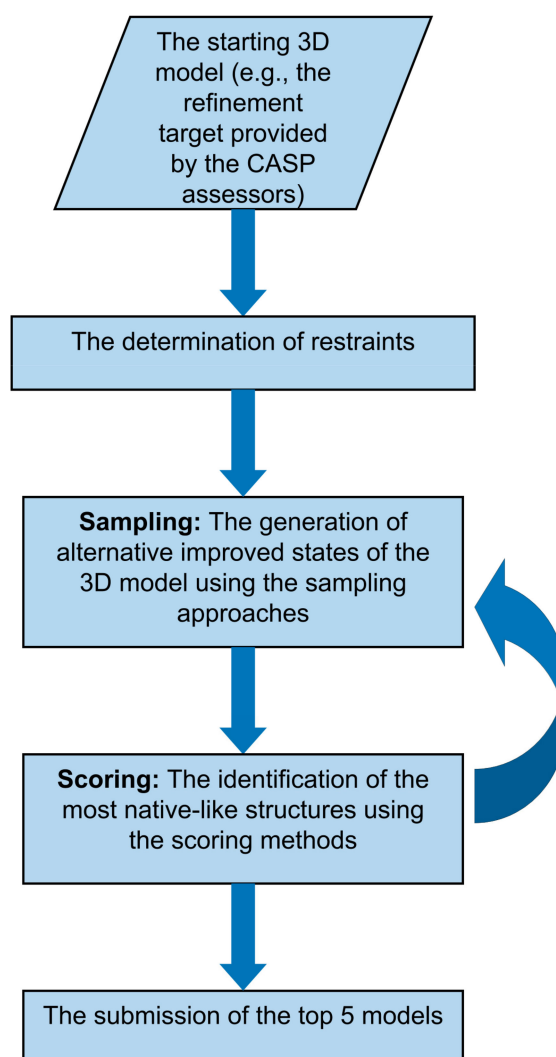 The starting 3D
model (e.g., the
refinement
target provided
by the CASP
assessors)
The determination of restraints
Sampling: The generation of
alternative improved states of the
3D model using the sampling
approaches
Scoring: The identification of the
most native-like structures using
the scoring methods
The submission of the top 5 models